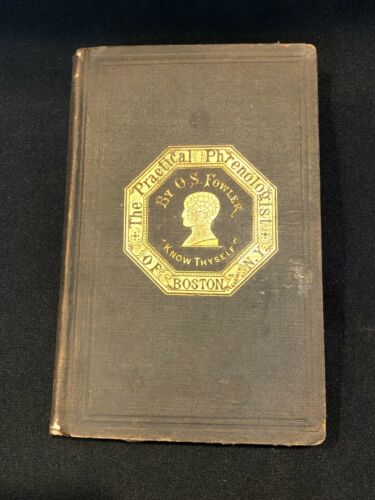 The Practical Phrenologist
By O.S. Fowler
"Know Thyself"
OF BOSTON, N.Y.